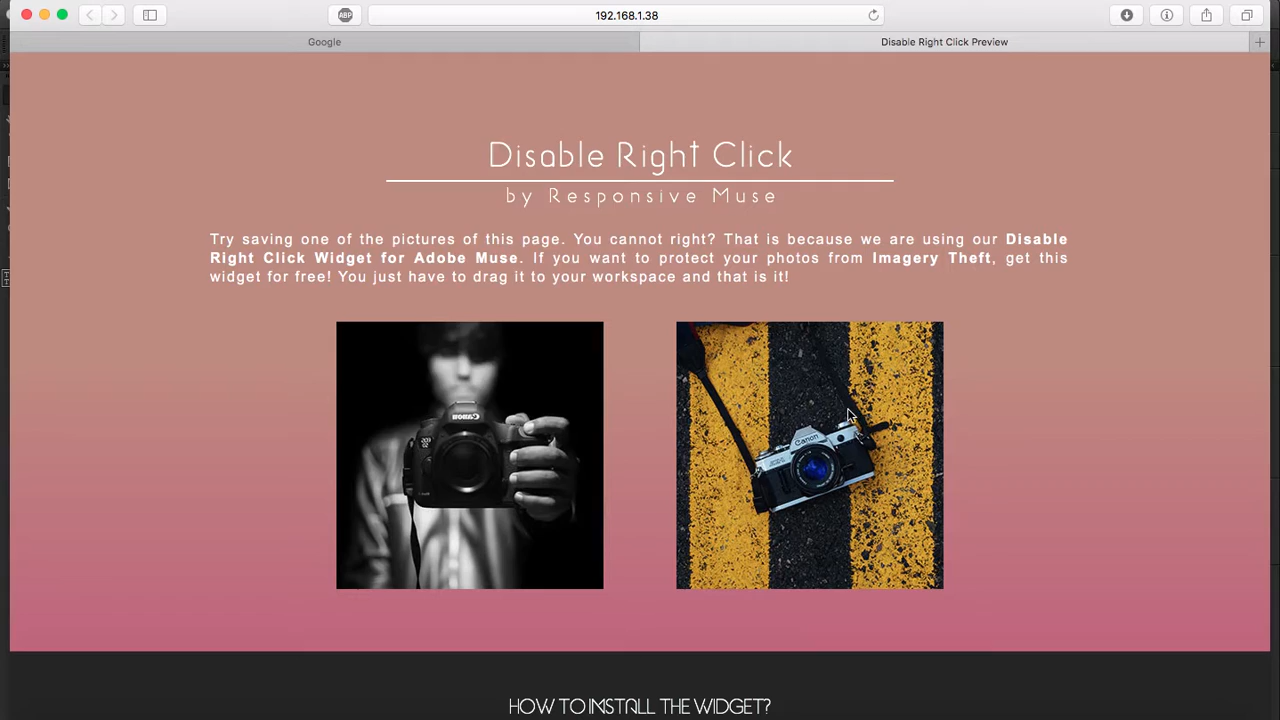 ABP
192.168.1.38
Google
Disable Right Click Preview
Disable Right Click
by Responsive Muse
Try saving one of the pictures of this page. You cannot right? That is because we are using our Disable
Right Click Widget for Adobe Muse. If you want to protect your photos from Imagery Theft, get this
widget for free! You just have to drag it to your workspace and that is it!
Canon
Canon
HOW TO INSTALL THE WIDGET?